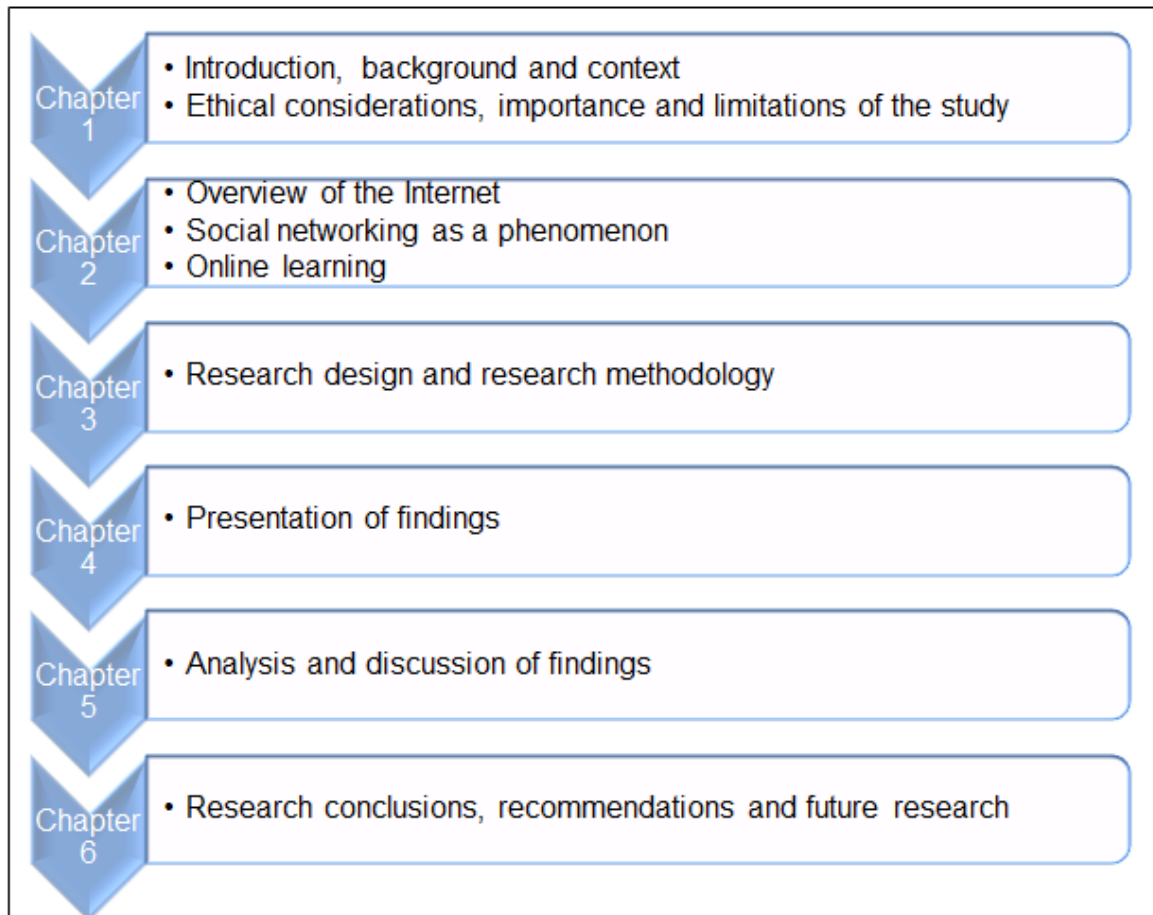 Chapter
1
• Introduction, background and context
• Ethical considerations, importance and limitations of the study
Chapter
2
• Overview of the Internet
• Social networking as a phenomenon
• Online learning
Chapter
3
• Research design and research methodology
Chapter
4
• Presentation of findings
Chapter
5
• Analysis and discussion of findings
Chapter
6
• Research conclusions, recommendations and future research